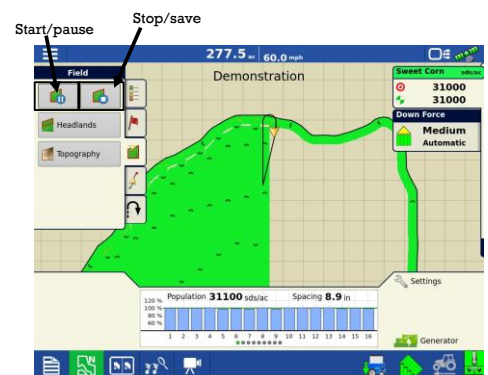 Stop/save
Start/pause
277.5 ac 60.0 mph
Field
Demonstration
Sweet Corn sds/ac
31000
31000
Down Force
Medium
Automatic
Headlands
Topography
Settings
Population 31100 sds/ac Spacing 8.9 in
120 %
100 %
80 %
60 %
1 2 3 4 5 6 7 8 9 10 11 12 13 14 15 16
Generator
N